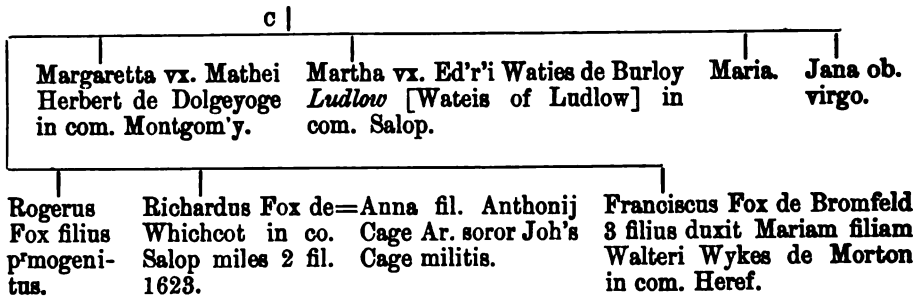 C
Margaretta vx. Mathei
Herbert de Dolgeyoge
in com. Montgom'y.
Martha vx. Ed'r'i Waties de Burloy
Ludlow [Wateis of Ludlow] in
com. Salop.
Maria.
Jana ob.
virgo.
Rogerus
Fox filius
pʳmogeni-
tus.
Richardus Fox de=
Whichcot in co.
Salop miles 2 fil.
1623.
Anna fil. Anthonij
Cage Ar. soror Joh's
Cage militis.
Franciscus Fox de Bromfeld
3 filius duxit Mariam filiam
Walteri Wykes de Morton
in com. Heref.